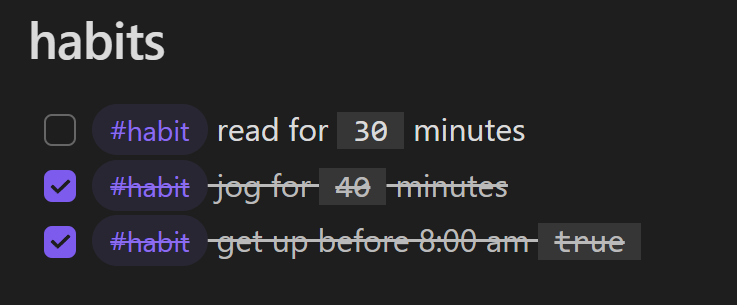 habits
#habit read for 30 minutes
#habit jog for 40 minutes
#habit get up before 8:00 am true